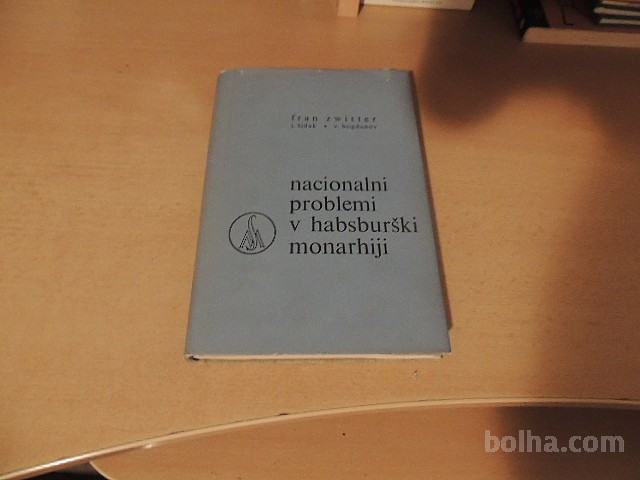 fran zwitter
j. šidak • v. bogdanov
nacionalni
problemi
v habsburški
monarhiji
bolha.com